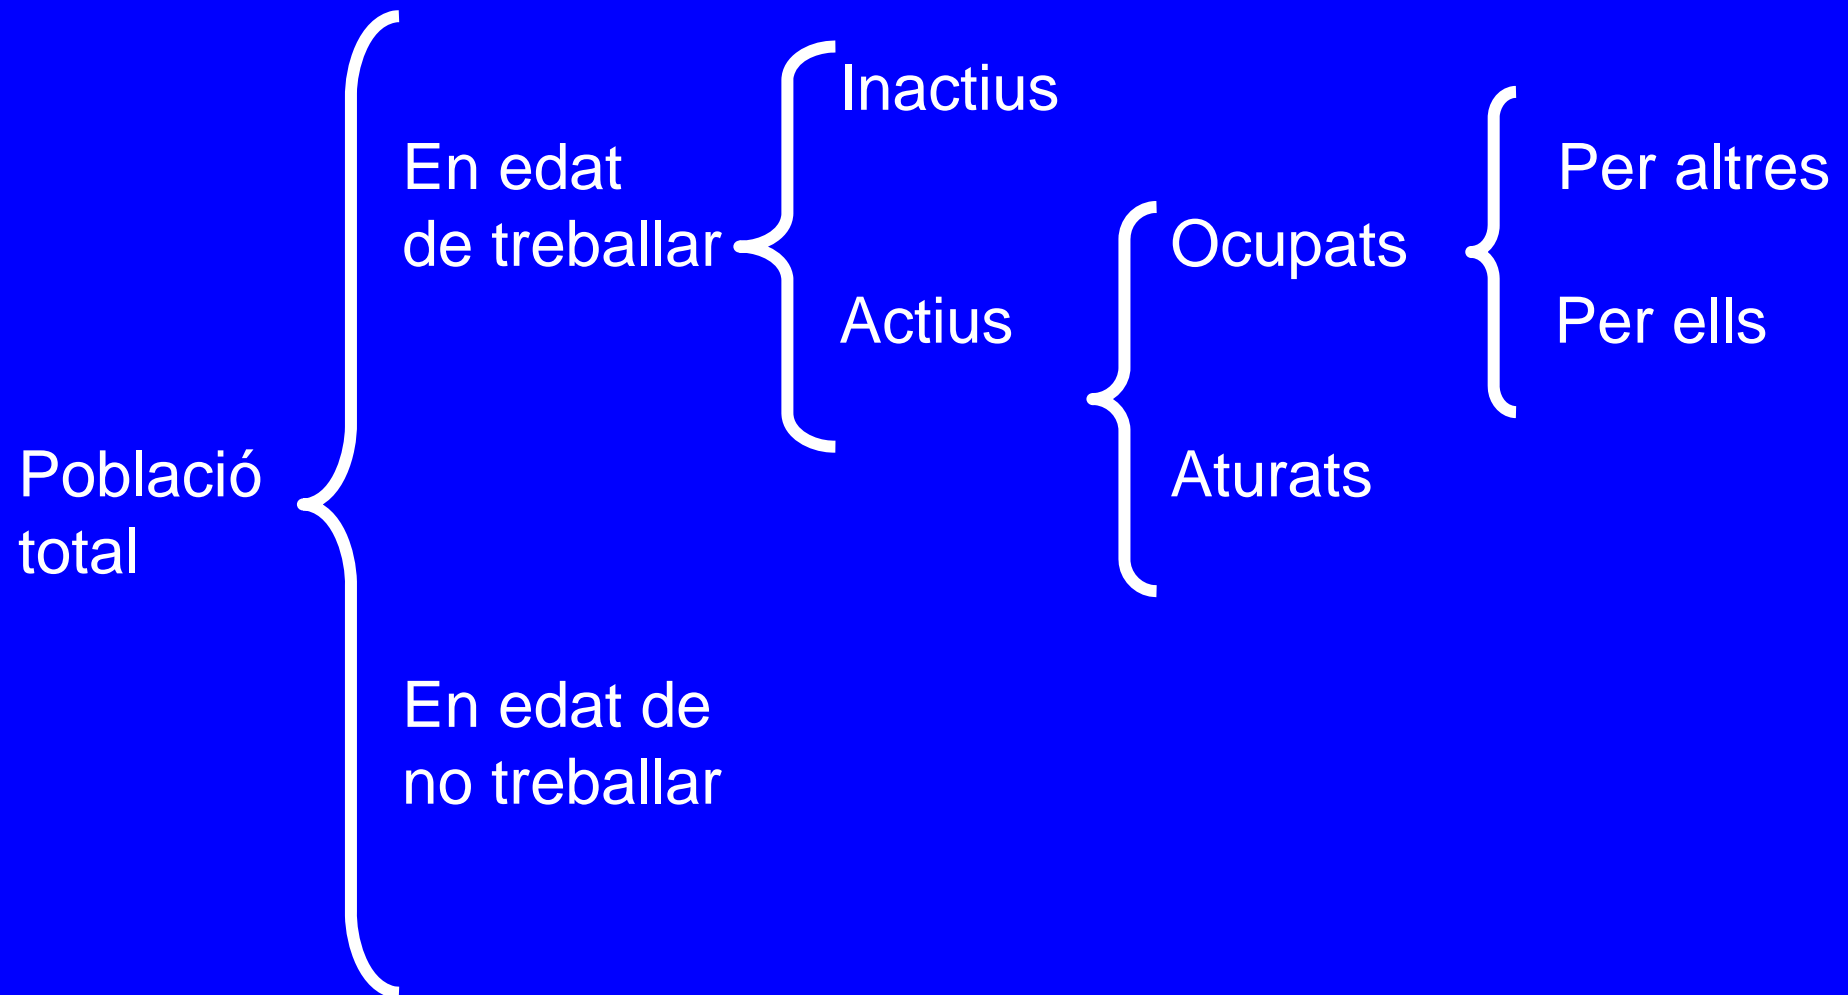 Població
total
En edat
de treballar
En edat de
no treballar
Inactius
Actius
Ocupats
Aturats
Per altres
Per ells